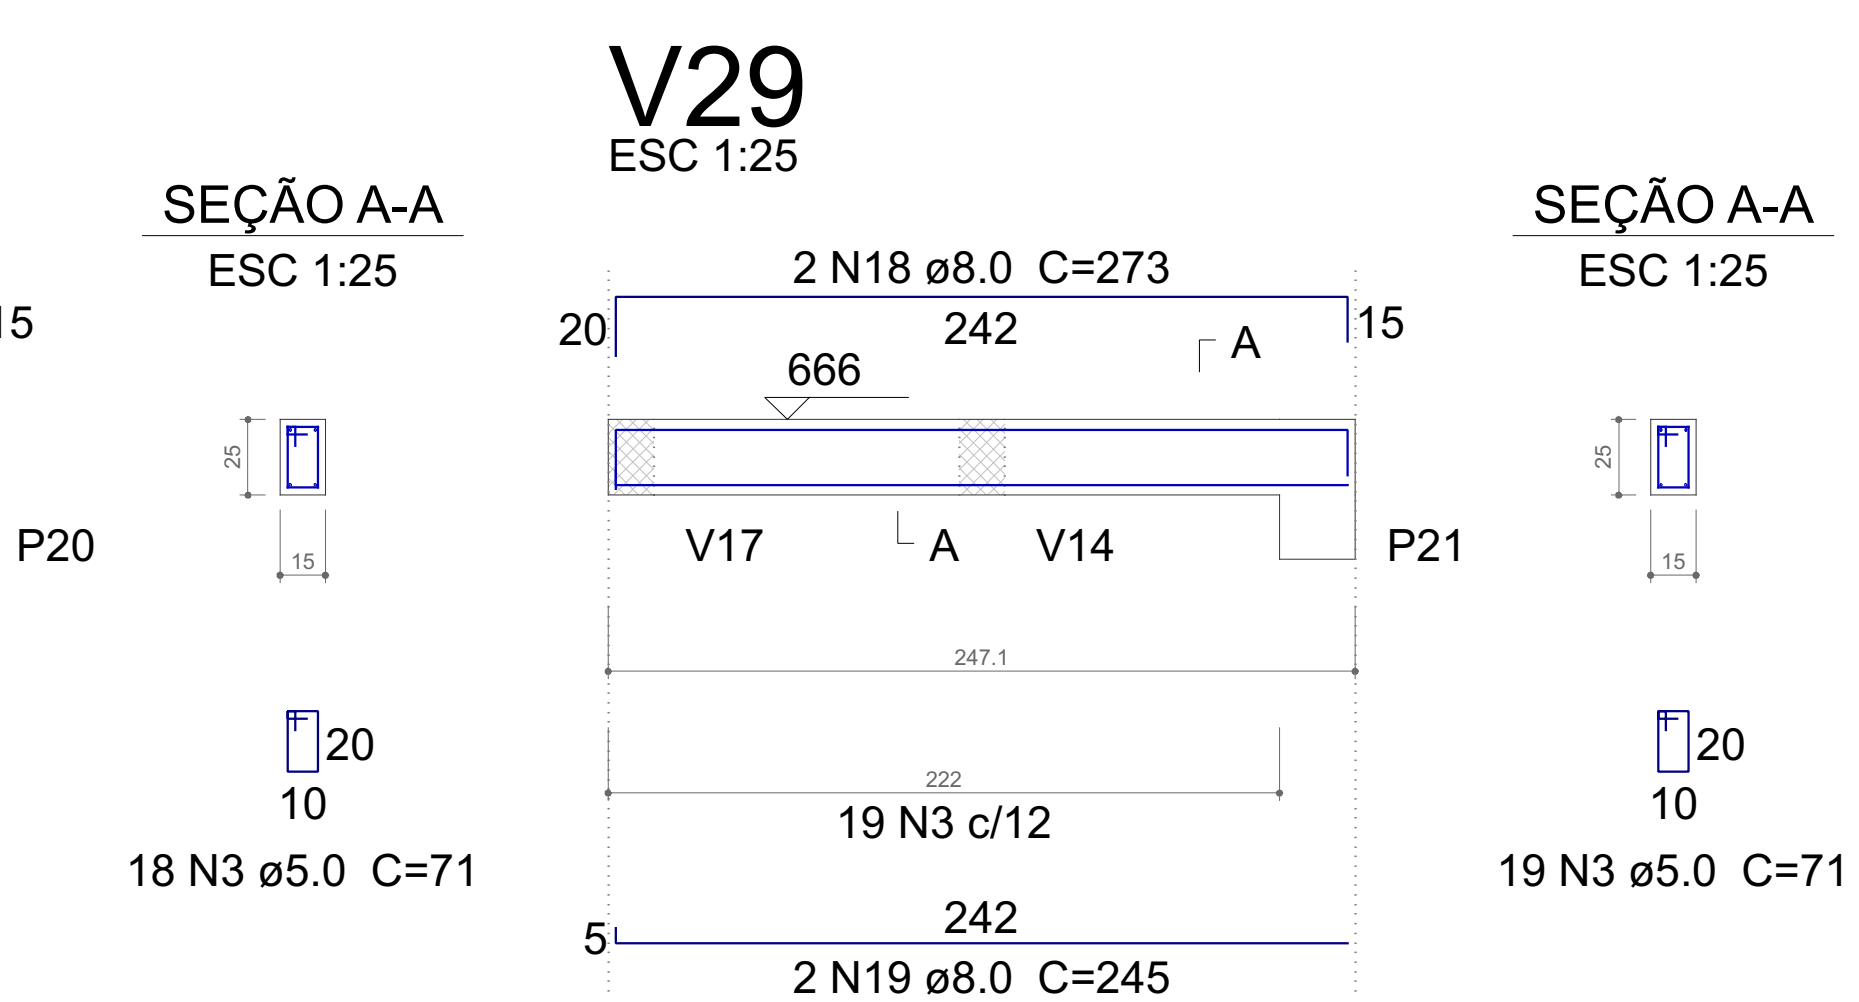 V29
ESC 1:25
SEÇÃO A-A
ESC 1:25
25
15
P20
20
10
18 N3 ø5.0 C=71
2 N18 ø8.0 C=273
20
242
15
A
666
V17
A
V14
P21
247.1
222
19 N3 c/12
242
5
2 N19 ø8.0 C=245
SEÇÃO A-A
ESC 1:25
25
15
20
10
19 N3 ø5.0 C=71